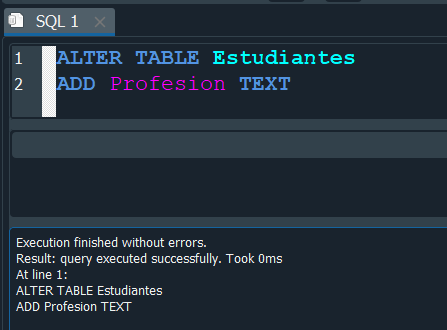 SQL 1
1 ALTER TABLE Estudiantes
2 ADD Profesion TEXT
Execution finished without errors.
Result: query executed successfully. Took 0ms
At line 1:
ALTER TABLE Estudiantes
ADD Profesion TEXT